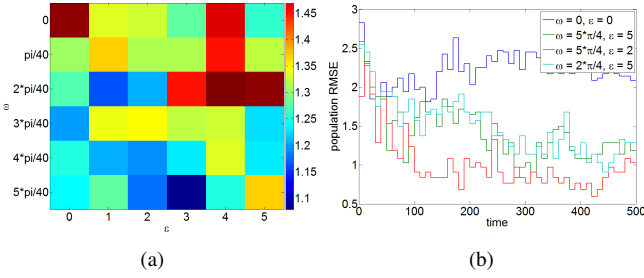 0
pi/40
2*pi/40
3*pi/40
4*pi/40
5*pi/40
ω
0 1 2 3 4 5
ε
1.45
1.4
1.35
1.3
1.25
1.2
1.15
1.1
(a)
population RMSE
3
2.5
2
1.5
1
0.5
0 100 200 300 400 500
time
ω = 0, ε = 0
ω = 5*π/4, ε = 5
ω = 5*π/4, ε = 2
ω = 2*π/4, ε = 5
(b)